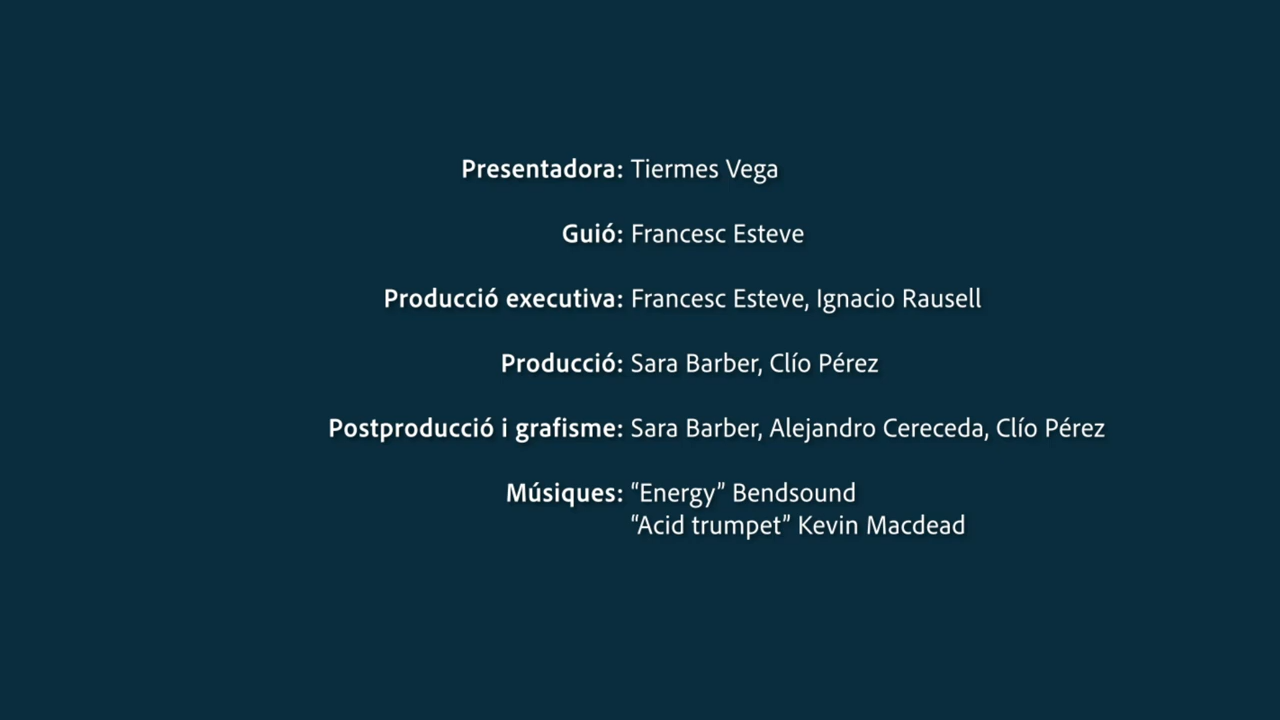 Presentadora: Tiermes Vega
Guió: Francesc Esteve
Producció executiva: Francesc Esteve, Ignacio Rausell
Producció: Sara Barber, Clío Pérez
Postproducció i grafisme: Sara Barber, Alejandro Cereceda, Clío Pérez
Músiques: “Energy” Bendsound
“Acid trumpet” Kevin Macdead